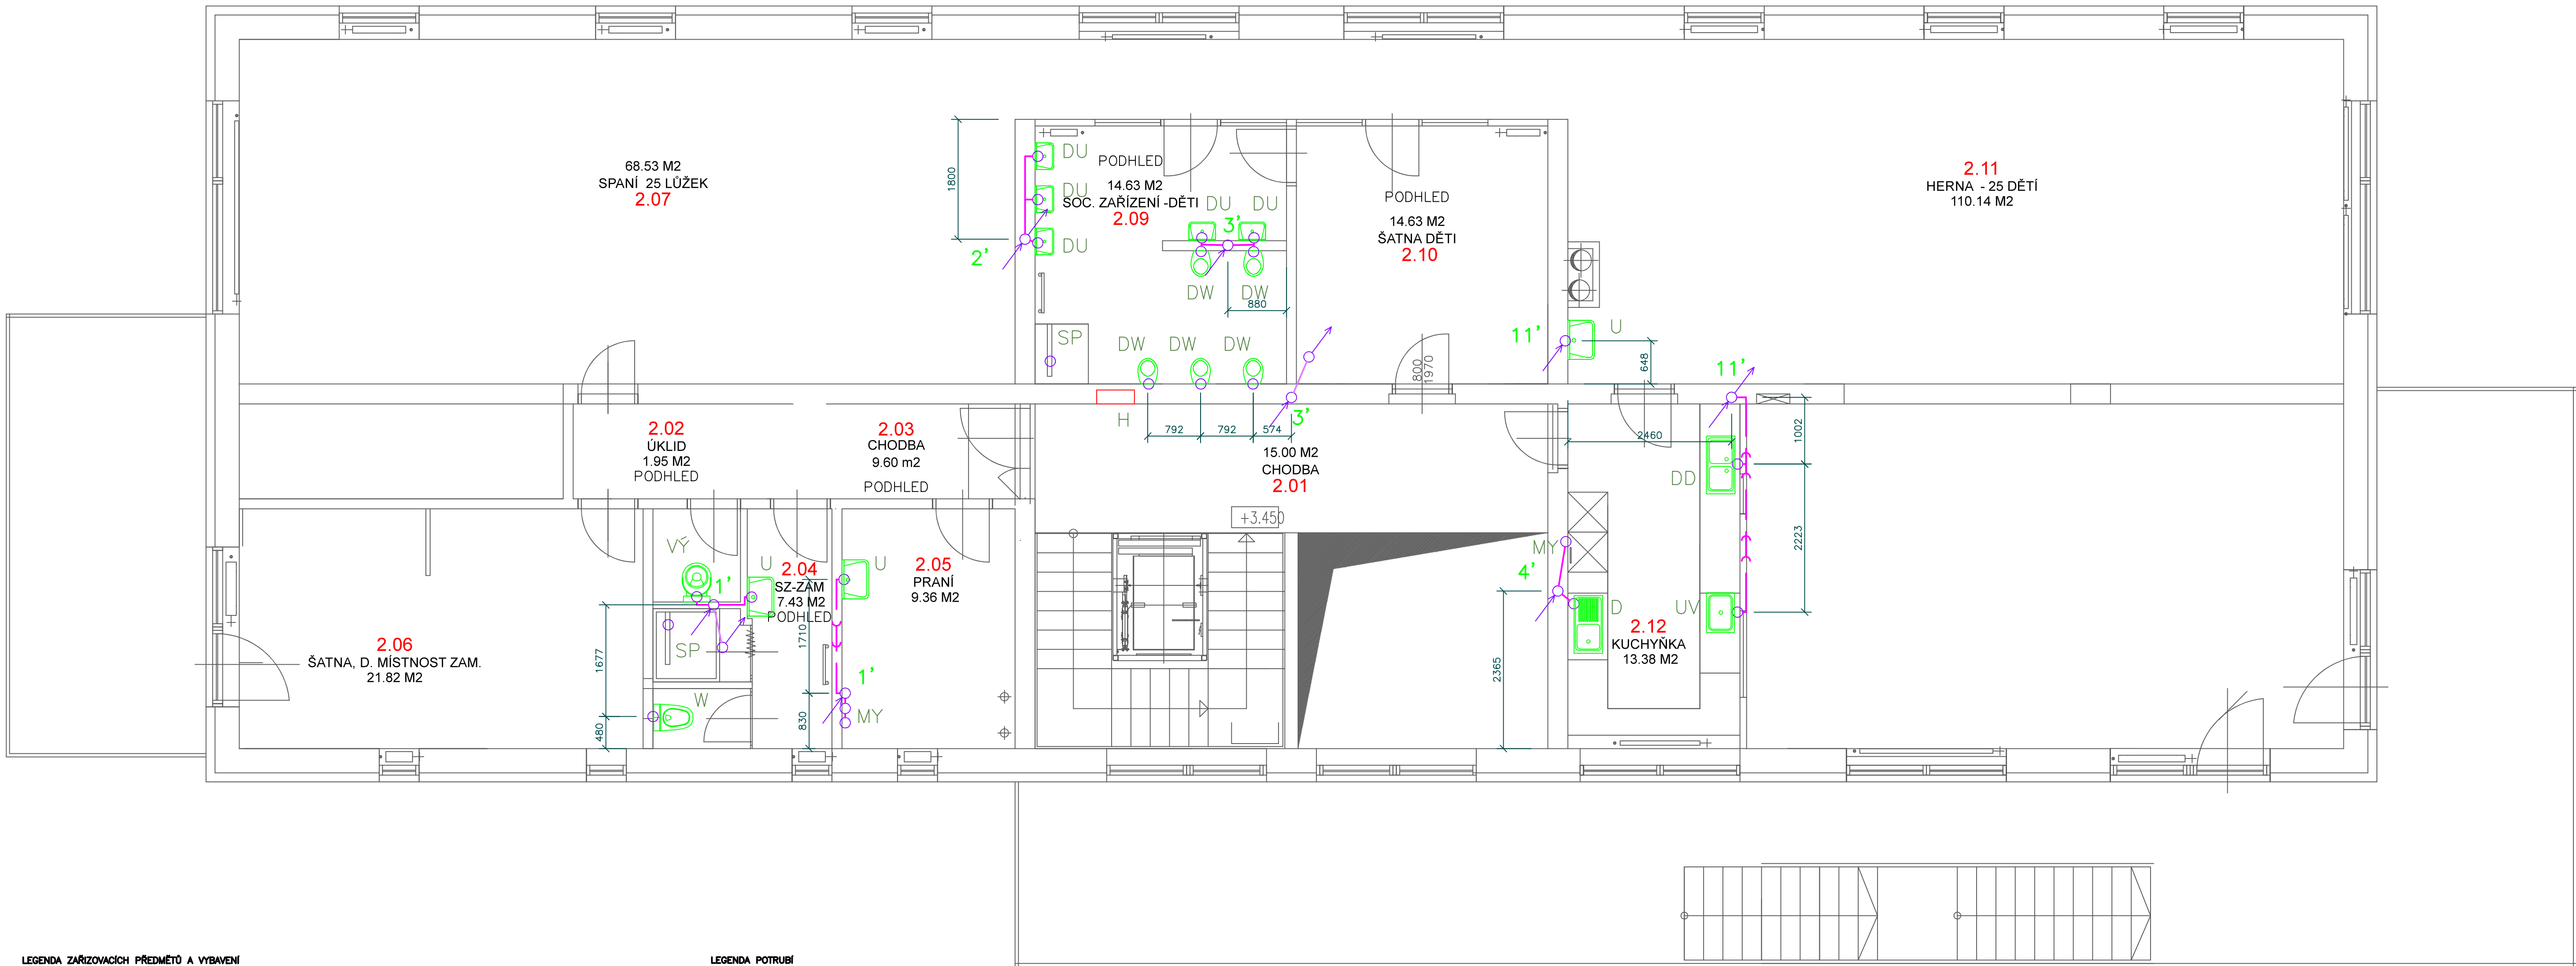 68.53 M2
SPANÍ 25 LŮŽEK
2.07
1800
2'
DU
DU
DU
PODHLED
14.63 M2
SOC. ZAŘÍZENÍ -DĚTI
2.09
DU
DU
3'
DW
DW
880
SP
DW
DW
DW
PODHLED
14.63 M2
ŠATNA DĚTI
2.10
800
1970
11'
U
648
2.11
HERNA - 25 DĚTÍ
110.14 M2
11'
2.02
ÚKLID
1.95 M2
PODHLED
2.03
CHODBA
9.60 m2
PODHLED
H
792
792
574
3'
15.00 M2
CHODBA
2.01
+3.450
2460
1002
DD
2223
VÝ
1'
U
2.04
SZ-ZAM
7.43 M2
PODHLED
SP
W
1677
480
1710
830
U
2.05
PRANÍ
9.36 M2
1'
MY
2.06
ŠATNA, D. MÍSTNOST ZAM.
21.82 M2
MY
4'
D
UV
2.12
KUCHYŇKA
13.38 M2
2365
LEGENDA ZAŘIZOVACÍCH PŘEDMĚTŮ A VYBAVENÍ
LEGENDA POTRUBÍ